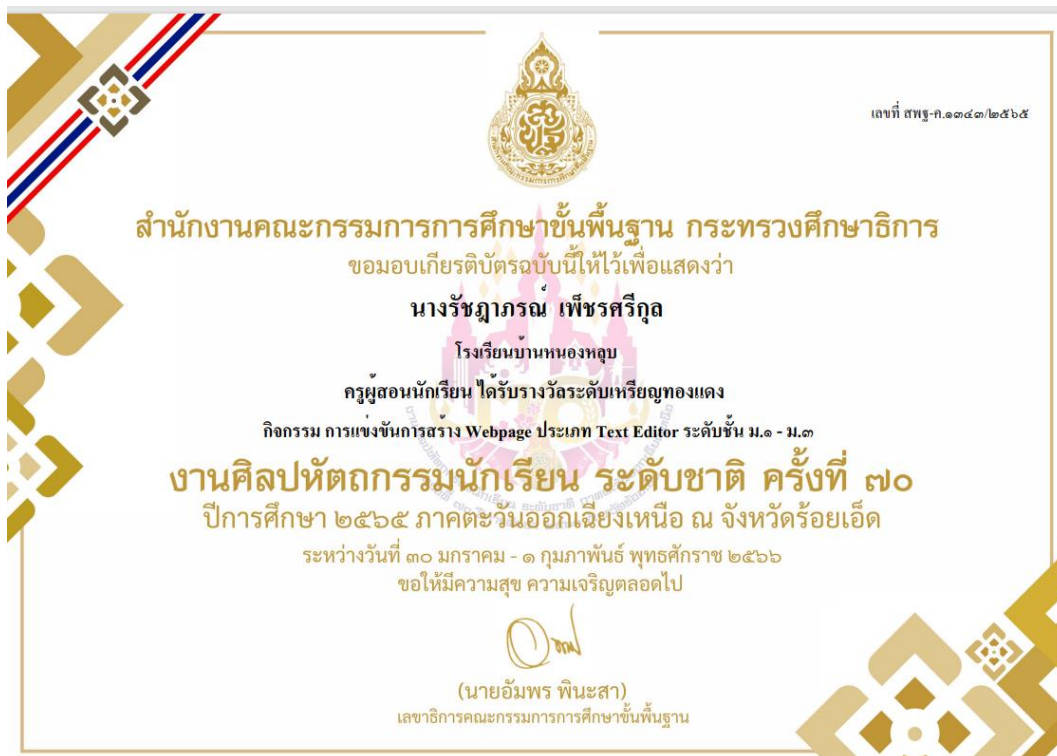 เลขที่ สพฐ-ค.๑๓๔๓/๒๕๖๕
สำนักงานคณะกรรมการการศึกษาขั้นพื้นฐาน กระทรวงศึกษาธิการ
ขอมอบเกียรติบัตรฉบับนี้ให้ไว้เพื่อแสดงว่า
นางรัชฎาภรณ์ เพ็ชรศรีกุล
โรงเรียนบ้านหนองหลุบ
ครูผู้สอนนักเรียน ได้รับรางวัลระดับเหรียญทองแดง
กิจกรรม การแข่งขันการสร้าง Webpage ประเภท Text Editor ระดับชั้น ม.๑ - ม.๓
งานศิลปหัตถกรรมนักเรียน ระดับชาติ ครั้งที่ ๗๐
ปีการศึกษา ๒๕๖๕ ภาคตะวันออกเฉียงเหนือ ณ จังหวัดร้อยเอ็ด
ระหว่างวันที่ ๓๐ มกราคม - ๑ กุมภาพันธ์ พุทธศักราช ๒๕๖๖
ขอให้มีความสุข ความเจริญตลอดไป
(นายอัมพร พินะสา)
เลขาธิการคณะกรรมการการศึกษาขั้นพื้นฐาน